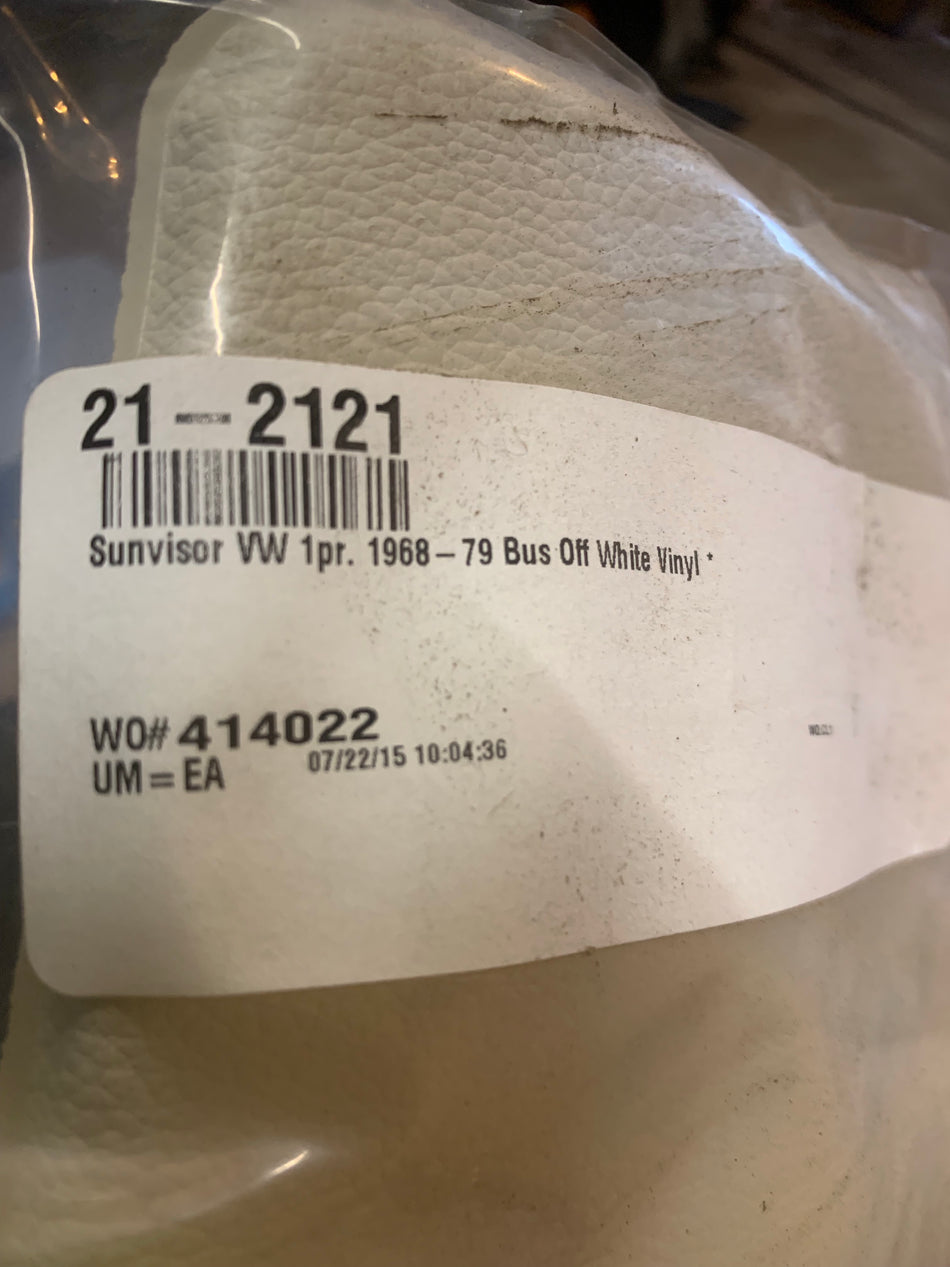 21 - 2121
Sunvisor VW 1pr. 1968-79 Bus Off White Vinyl *
WO# 414022
UM = EA 07/22/15 10:04:36